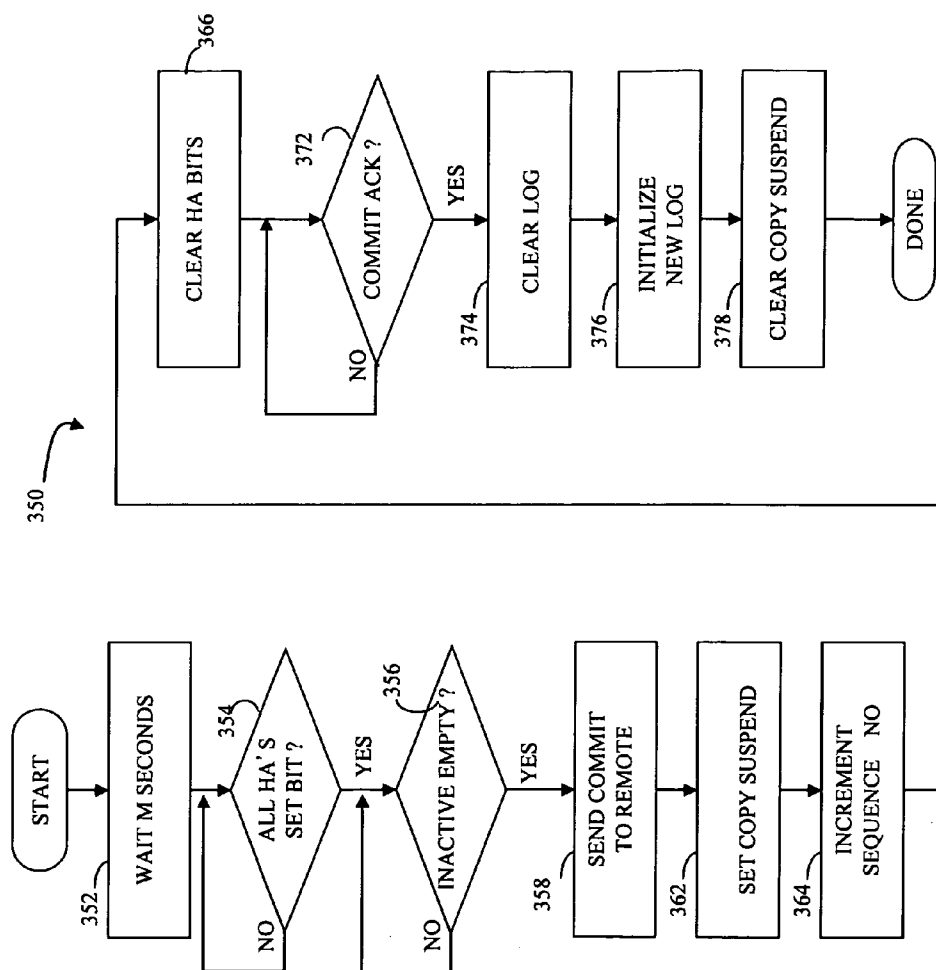 350
START
352
WAIT M SECONDS
354
ALL HA'S
SET BIT ?
NO
YES
356
INACTIVE EMPTY ?
NO
YES
358
SEND COMMIT
TO REMOTE
362
SET COPY SUSPEND
364
INCREMENT
SEQUENCE NO
366
CLEAR HA BITS
372
COMMIT ACK ?
NO
YES
374
CLEAR LOG
376
INITIALIZE
NEW LOG
378
CLEAR COPY SUSPEND
DONE